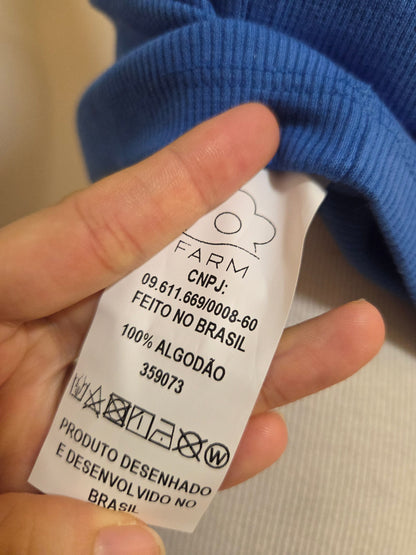 FARM
CNPJ:
09.611.669/0008-60
FEITO NO BRASIL
100% ALGODÃO
359073
PRODUTO DESENHADO
E DESENVOLVIDO NO
BRASIL